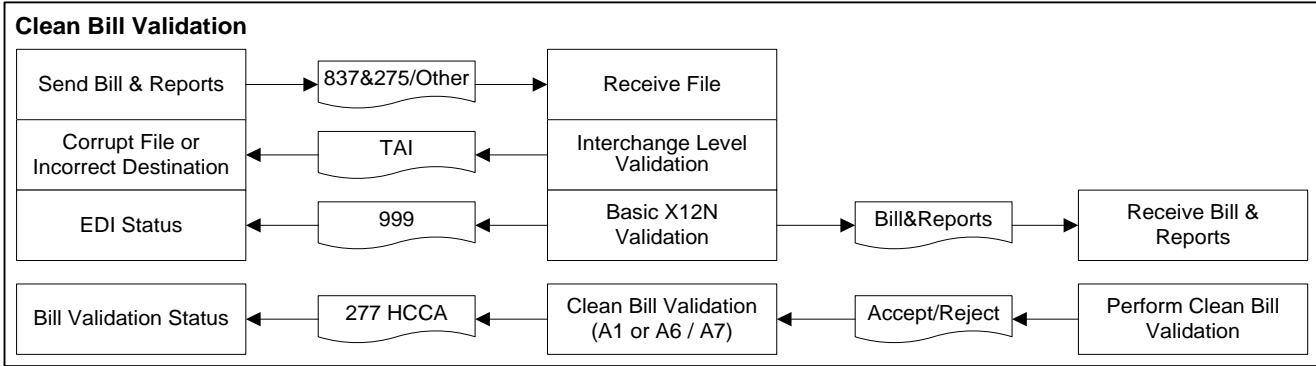 Clean Bill Validation
Send Bill & Reports
837&275/Other
Receive File
Corrupt File or
Incorrect Destination
TAI
Interchange Level
Validation
EDI Status
999
Basic X12N
Validation
Bill&Reports
Receive Bill &
Reports
Bill Validation Status
277 HCCA
Clean Bill Validation
(A1 or A6 / A7)
Accept/Reject
Perform Clean Bill
Validation